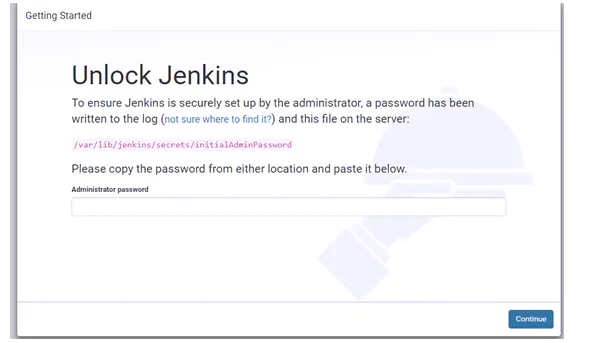 Getting Started
Unlock Jenkins
To ensure Jenkins is securely set up by the administrator, a password has been
written to the log (not sure where to find it?) and this file on the server:
/var/lib/jenkins/secrets/initialAdminPassword
Please copy the password from either location and paste it below.
Administrator password
Continue